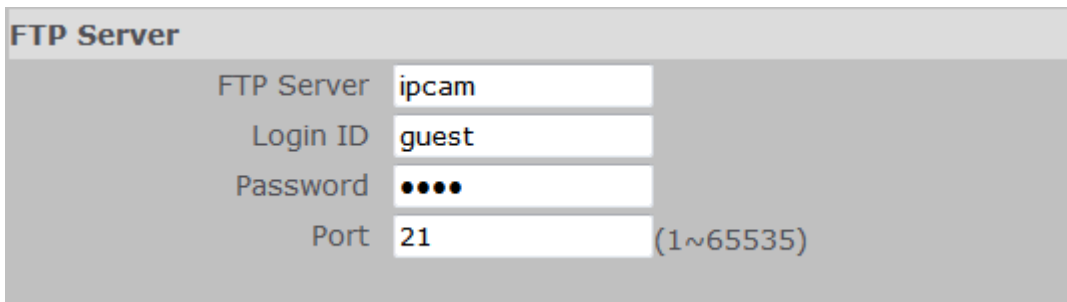 FTP Server
FTP Server ipcam
Login ID guest
Password ••••
Port 21 (1~65535)